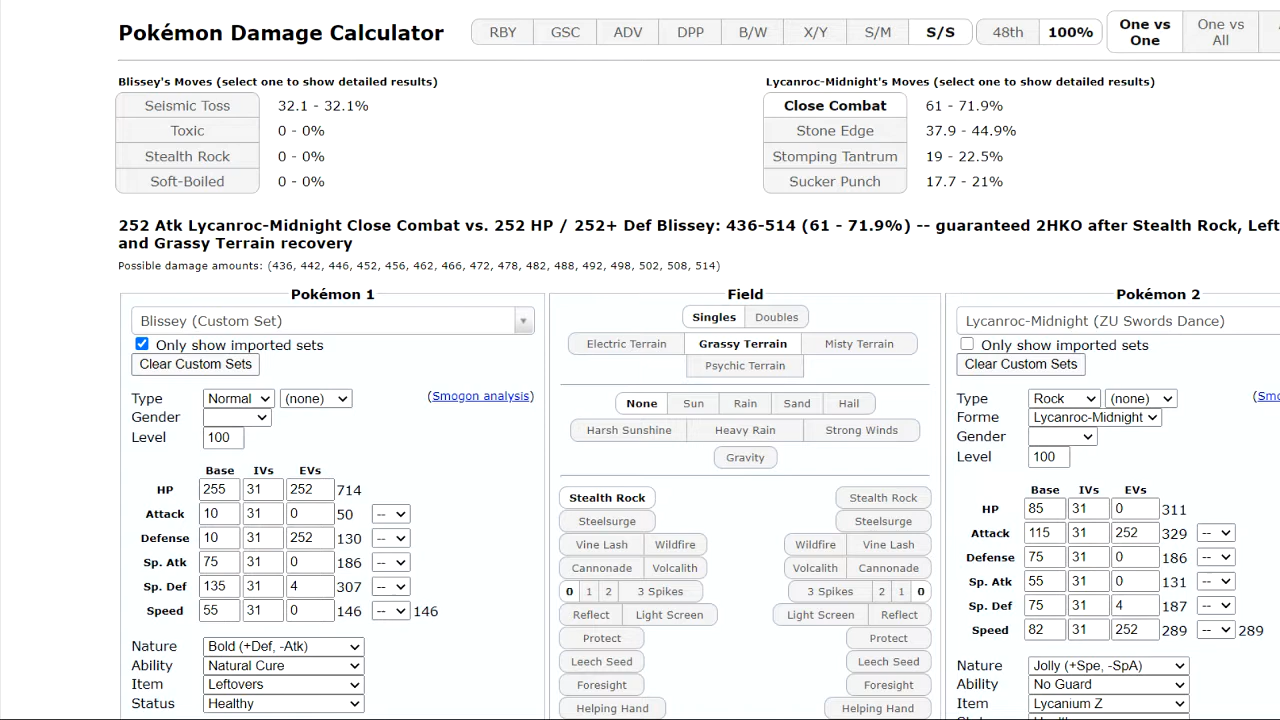 Pokémon Damage Calculator RBY GSC ADV DPP B/W X/Y S/M S/S 48th 100% One vs One One vs All
Blissey's Moves (select one to show detailed results) Lycanroc-Midnight's Moves (select one to show detailed results)
Seismic Toss 32.1 - 32.1% Close Combat 61 - 71.9%
Toxic 0 - 0% Stone Edge 37.9 - 44.9%
Stealth Rock 0 - 0% Stomping Tantrum 19 - 22.5%
Soft-Boiled 0 - 0% Sucker Punch 17.7 - 21%
252 Atk Lycanroc-Midnight Close Combat vs. 252 HP / 252+ Def Blissey: 436-514 (61 - 71.9%) -- guaranteed 2HKO after Stealth Rock, Left
and Grassy Terrain recovery
Possible damage amounts: (436, 442, 446, 452, 456, 462, 466, 472, 478, 482, 488, 492, 498, 502, 508, 514)
Pokémon 1
Blissey (Custom Set)
Only show imported sets
Clear Custom Sets
Type Normal (none) (Smogon analysis)
Gender
Level 100
Base IVs EVs
HP 255 31 252 714
Attack 10 31 0 50 --
Defense 10 31 252 130 --
Sp. Atk 75 31 0 186 --
Sp. Def 135 31 4 307 --
Speed 55 31 0 146 -- 146
Nature Bold (+Def, -Atk)
Ability Natural Cure
Item Leftovers
Status Healthy
Field
Singles Doubles
Electric Terrain Grassy Terrain Misty Terrain
Psychic Terrain
None Sun Rain Sand Hail
Harsh Sunshine Heavy Rain Strong Winds
Gravity
Stealth Rock Stealth Rock
Steelsurge Steelsurge
Vine Lash Wildfire Wildfire Vine Lash
Cannonade Volcalith Volcalith Cannonade
0 1 2 3 Spikes 3 Spikes 2 1 0
Reflect Light Screen Light Screen Reflect
Protect Protect
Leech Seed Leech Seed
Foresight Foresight
Helping Hand Helping Hand
Pokémon 2
Lycanroc-Midnight (ZU Swords Dance)
Only show imported sets
Clear Custom Sets
Type Rock (none) (Smo
Forme Lycanroc-Midnight
Gender
Level 100
Base IVs EVs
HP 85 31 0 311
Attack 115 31 252 329 --
Defense 75 31 0 186 --
Sp. Atk 55 31 0 131 --
Sp. Def 75 31 4 187 --
Speed 82 31 252 289 -- 289
Nature Jolly (+Spe, -SpA)
Ability No Guard
Item Lycanium Z